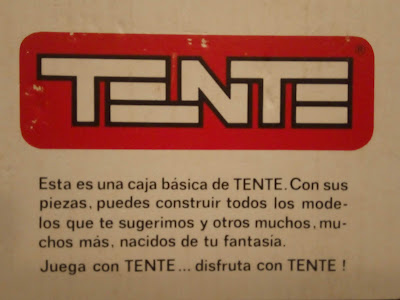 TENTE®
Esta es una caja básica de TENTE. Con sus
piezas, puedes construir todos los mode-
los que te sugerimos y otros muchos, mu-
chos más, nacidos de tu fantasía.
Juega con TENTE... disfruta con TENTE !